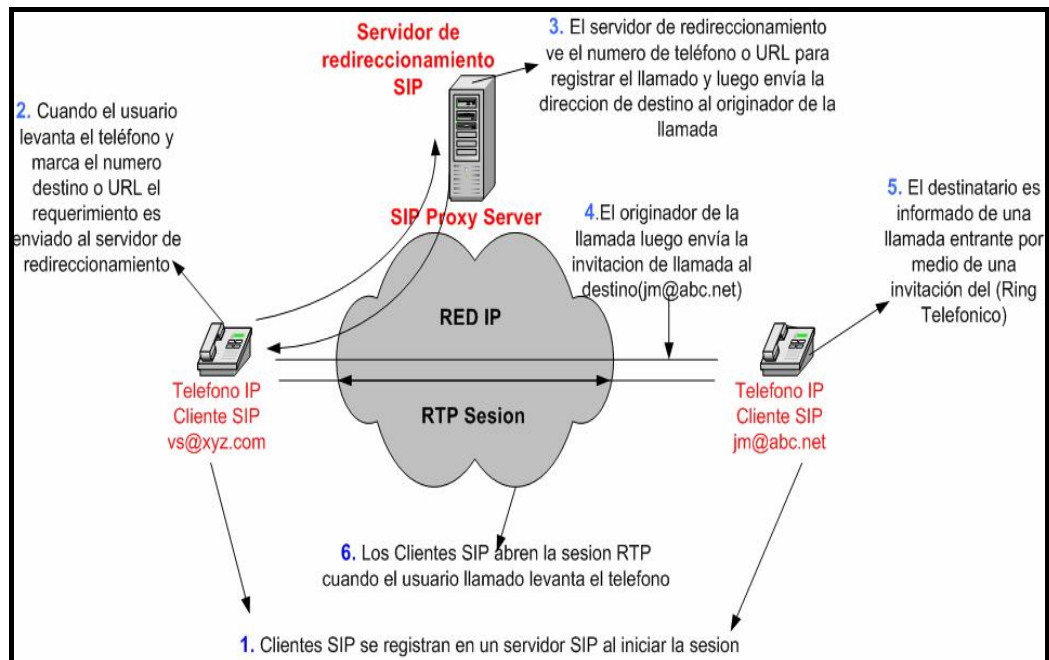 Servidor de
redireccionamiento
SIP
3. El servidor de redireccionamiento
ve el numero de teléfono o URL para
registrar el llamado y luego envía la
direccion de destino al originador de la
llamada
2. Cuando el usuario
levanta el teléfono y
marca el numero
destino o URL el
requerimiento es
enviado al servidor de
redireccionamiento
SIP Proxy Server
4.El originador de la
llamada luego envía la
invitacion de llamada al
destino(jm@abc.net)
5. El destinatario es
informado de una
llamada entrante por
medio de una
invitación del (Ring
Telefonico)
RED IP
RTP Sesion
Telefono IP
Cliente SIP
vs@xyz.com
Telefono IP
Cliente SIP
jm@abc.net
6. Los Clientes SIP abren la sesion RTP
cuando el usuario llamado levanta el telefono
1. Clientes SIP se registran en un servidor SIP al iniciar la sesion